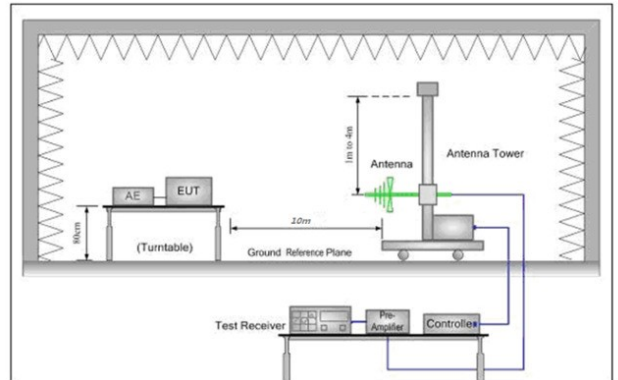 1m to 4m
Antenna
Antenna Tower
AE
EUT
80cm
(Turntable)
10m
Ground Reference Plane
Test Receiver
Pre-
Amplifier
Controller